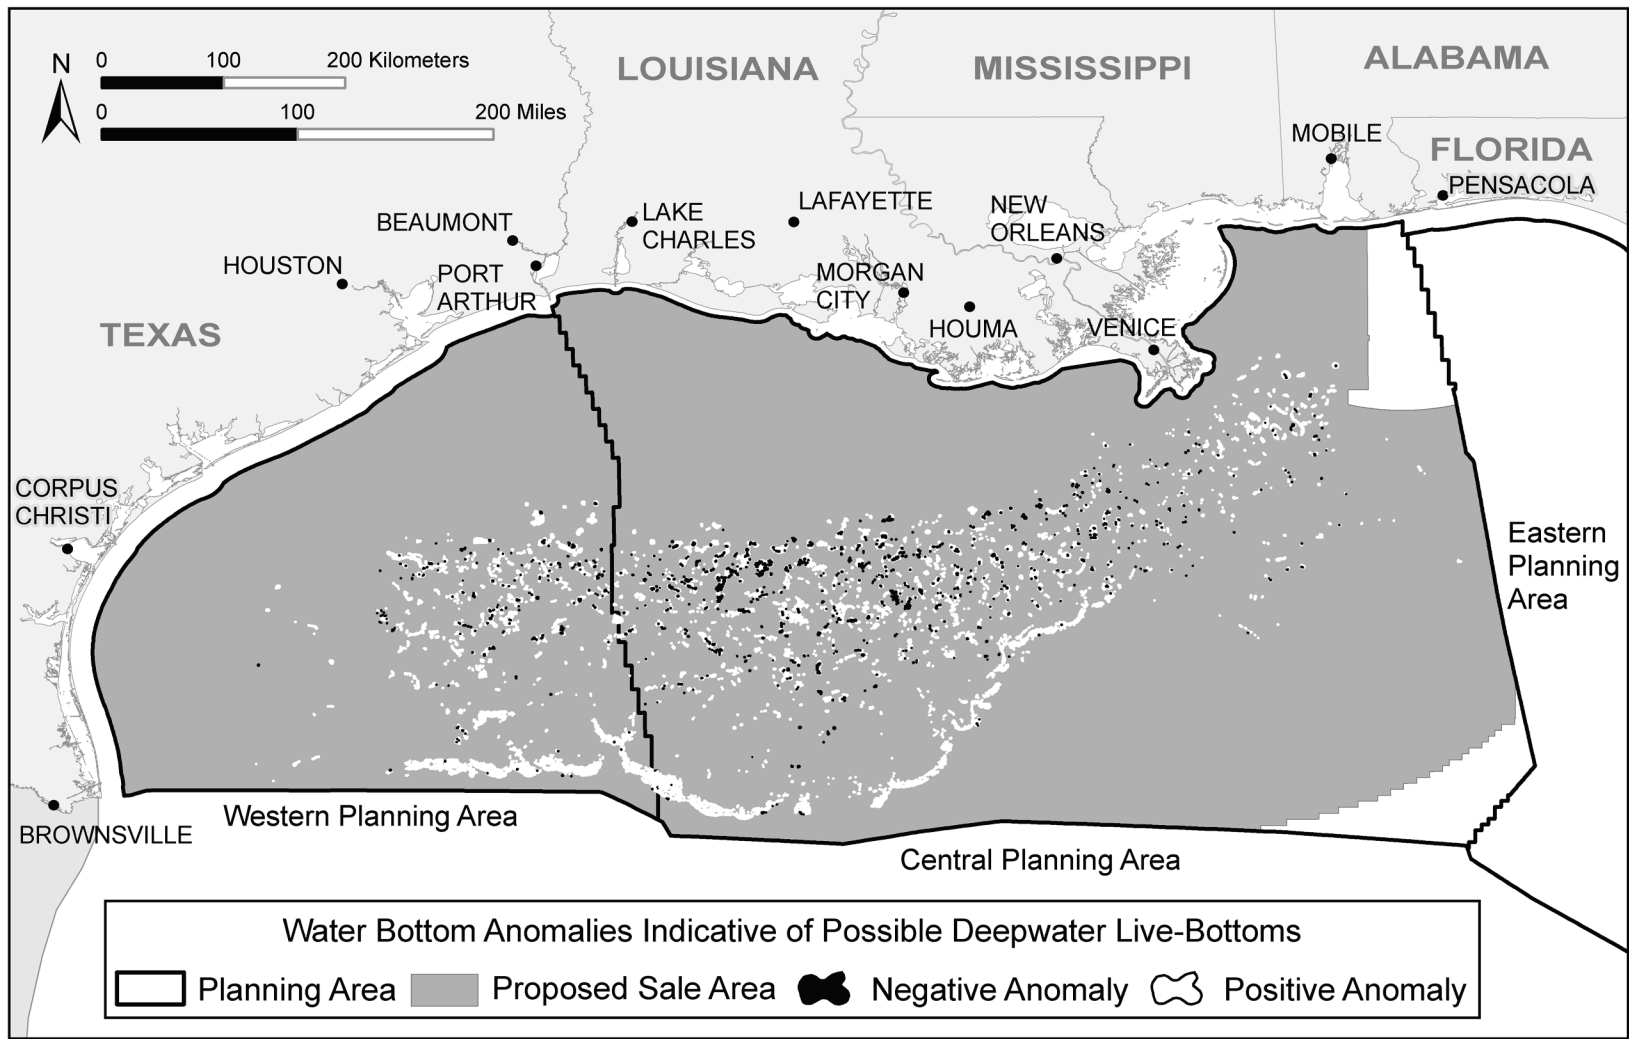 N
0 100 200 Kilometers
0 100 200 Miles
LOUISIANA
MISSISSIPPI
ALABAMA
MOBILE
FLORIDA
PENSACOLA
LAFAYETTE
LAKE
CHARLES
NEW
ORLEANS
BEAUMONT
HOUSTON
PORT
ARTHUR
MORGAN
CITY
HOUMA
VENICE
TEXAS
CORPUS
CHRISTI
Eastern
Planning
Area
BROWNSVILLE
Western Planning Area
Central Planning Area
Water Bottom Anomalies Indicative of Possible Deepwater Live-Bottoms
Planning Area
Proposed Sale Area
Negative Anomaly
Positive Anomaly